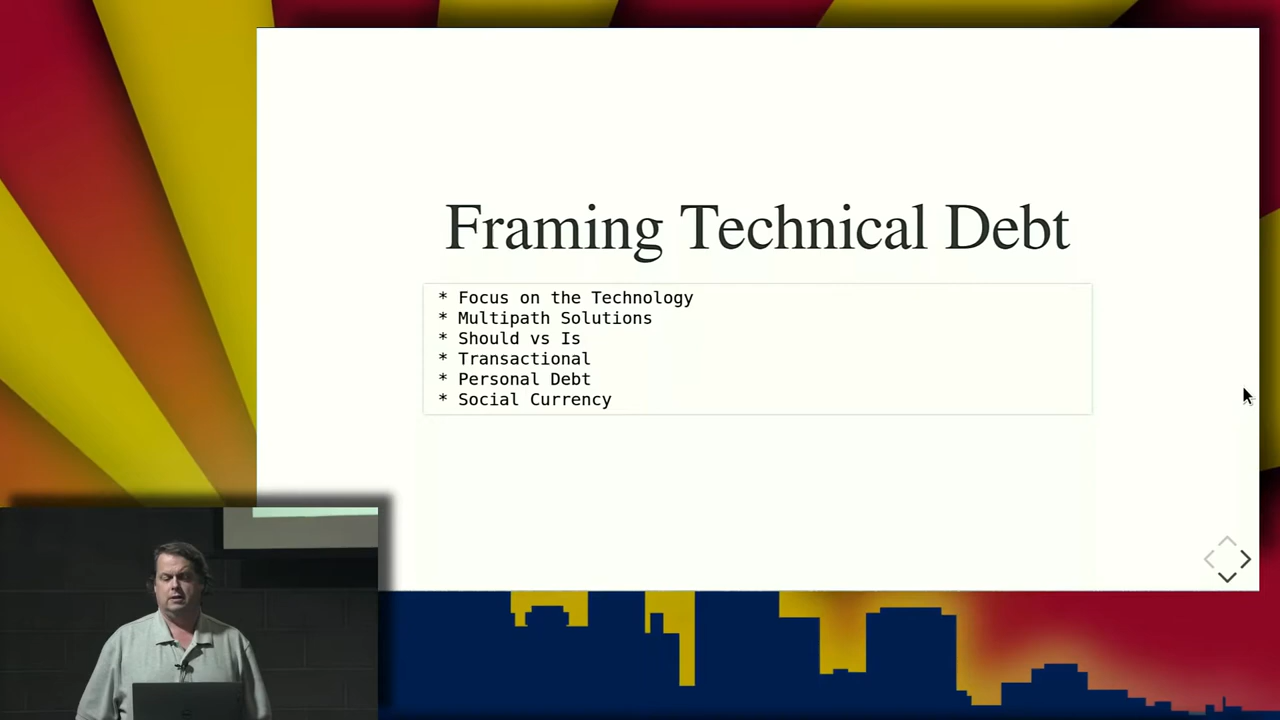 Framing Technical Debt
* Focus on the Technology
* Multipath Solutions
* Should vs Is
* Transactional
* Personal Debt
* Social Currency